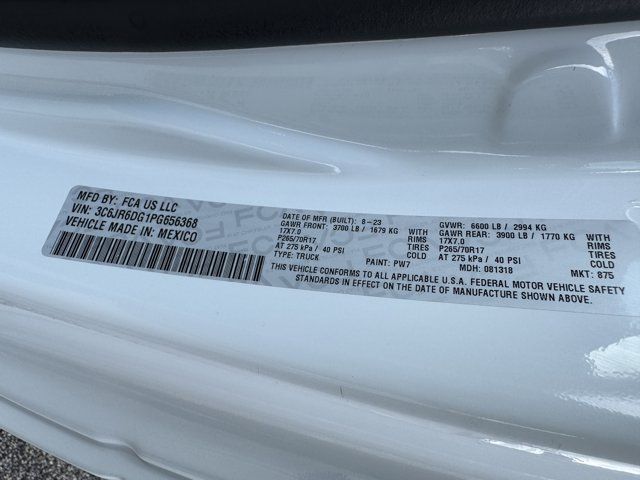 MFD BY: FCA US LLC
VIN: 3C6JR6DG1PG656368
VEHICLE MADE IN: MEXICO
DATE OF MFR (BUILT): 8-23
GAWR FRONT: 3700 LB / 1679 KG WITH
17X7.0 RIMS
P265/70R17 TIRES
AT 275 kPa / 40 PSI COLD
TYPE: TRUCK PAINT: PW7
GVWR: 6600 LB / 2994 KG
GAWR REAR: 3900 LB / 1770 KG WITH
17X7.0 RIMS
P265/70R17 TIRES
AT 275 kPa / 40 PSI COLD
MDH: 081318 MKT: 875
THIS VEHICLE CONFORMS TO ALL APPLICABLE U.S.A. FEDERAL MOTOR VEHICLE SAFETY
STANDARDS IN EFFECT ON THE DATE OF MANUFACTURE SHOWN ABOVE.